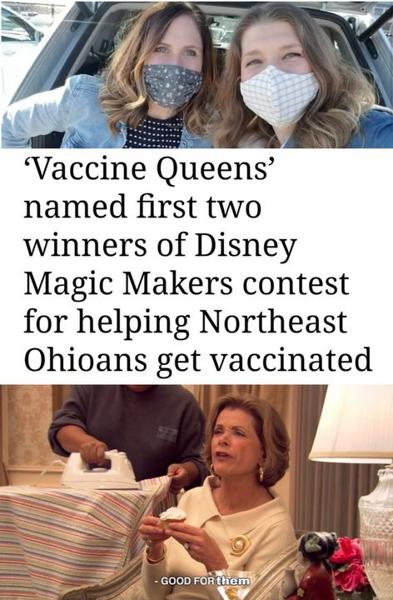 ‘Vaccine Queens’
named first two
winners of Disney
Magic Makers contest
for helping Northeast
Ohioans get vaccinated
- GOOD FOR them